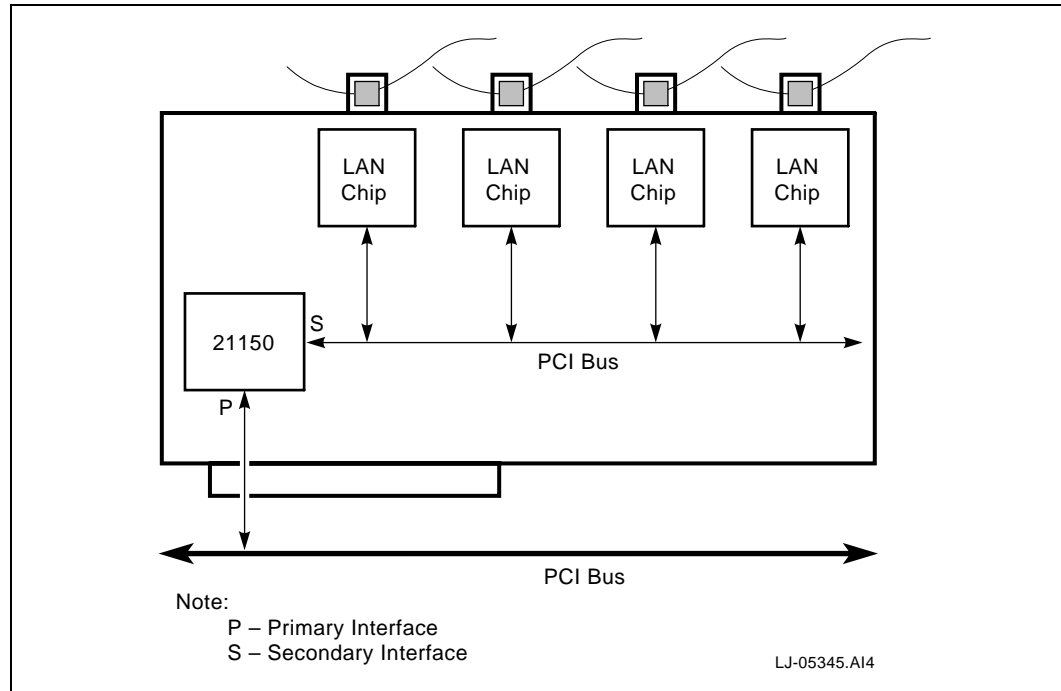 LAN
Chip
LAN
Chip
LAN
Chip
LAN
Chip
21150
S
PCI Bus
P
PCI Bus
Note:
P – Primary Interface
S – Secondary Interface
LJ-05345.AI4